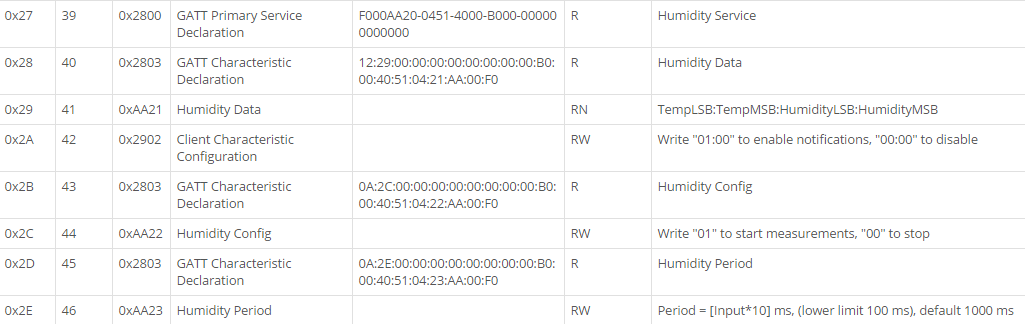 0x27 39 0x2800 GATT Primary Service F000AA20-0451-4000-B000-00000 R Humidity Service
Declaration 0000000
0x28 40 0x2803 GATT Characteristic 12:29:00:00:00:00:00:00:00:00:B0: R Humidity Data
Declaration 00:40:51:04:21:AA:00:F0
0x29 41 0xAA21 Humidity Data RN TempLSB:TempMSB:HumidityLSB:HumidityMSB
0x2A 42 0x2902 Client Characteristic RW Write "01:00" to enable notifications, "00:00" to disable
Configuration
0x2B 43 0x2803 GATT Characteristic 0A:2C:00:00:00:00:00:00:00:00:B0: R Humidity Config
Declaration 00:40:51:04:22:AA:00:F0
0x2C 44 0xAA22 Humidity Config RW Write "01" to start measurements, "00" to stop
0x2D 45 0x2803 GATT Characteristic 0A:2E:00:00:00:00:00:00:00:00:B0: R Humidity Period
Declaration 00:40:51:04:23:AA:00:F0
0x2E 46 0xAA23 Humidity Period RW Period = [Input*10] ms, (lower limit 100 ms), default 1000 ms